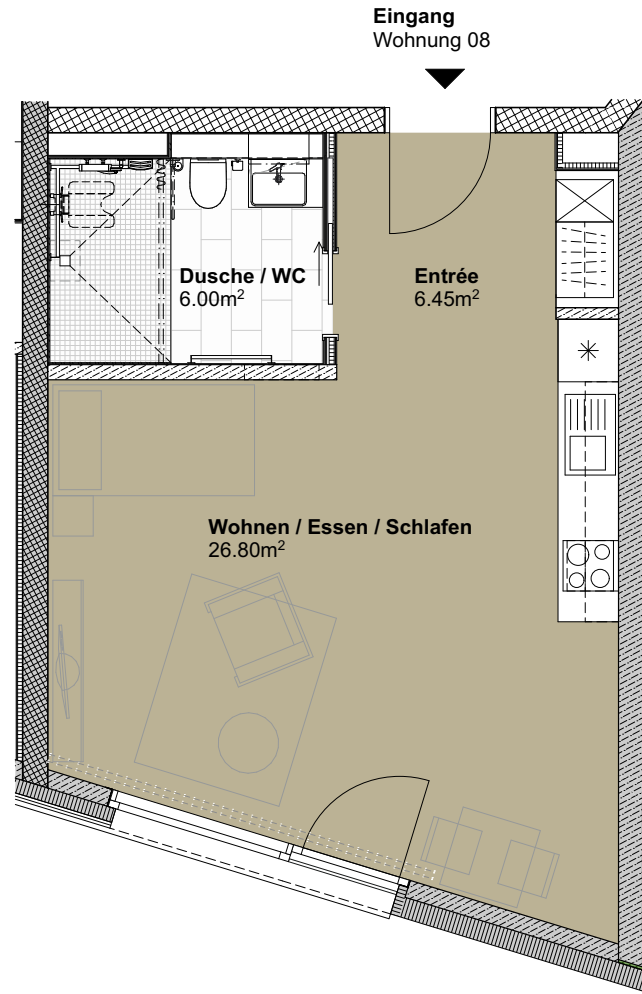 Eingang
Wohnung 08
Dusche / WC
6.00m²
Entrée
6.45m²
Wohnen / Essen / Schlafen
26.80m²